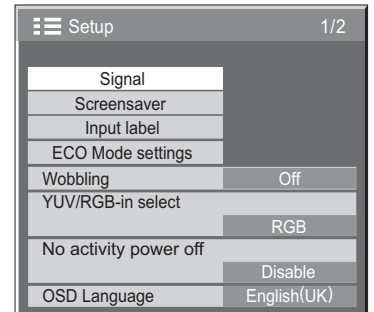 Setup 1/2
Signal
Screensaver
Input label
ECO Mode settings
Wobbling Off
YUV/RGB-in select
RGB
No activity power off
Disable
OSD Language English(UK)